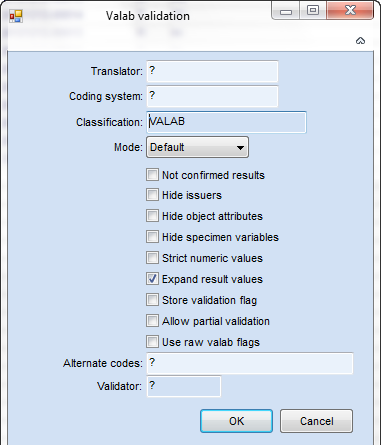 Valab validation
Translator: ?
Coding system: ?
Classification: VALAB
Mode: Default
Not confirmed results
Hide issuers
Hide object attributes
Hide specimen variables
Strict numeric values
Expand result values
Store validation flag
Allow partial validation
Use raw valab flags
Alternate codes: ?
Validator: ?
OK Cancel